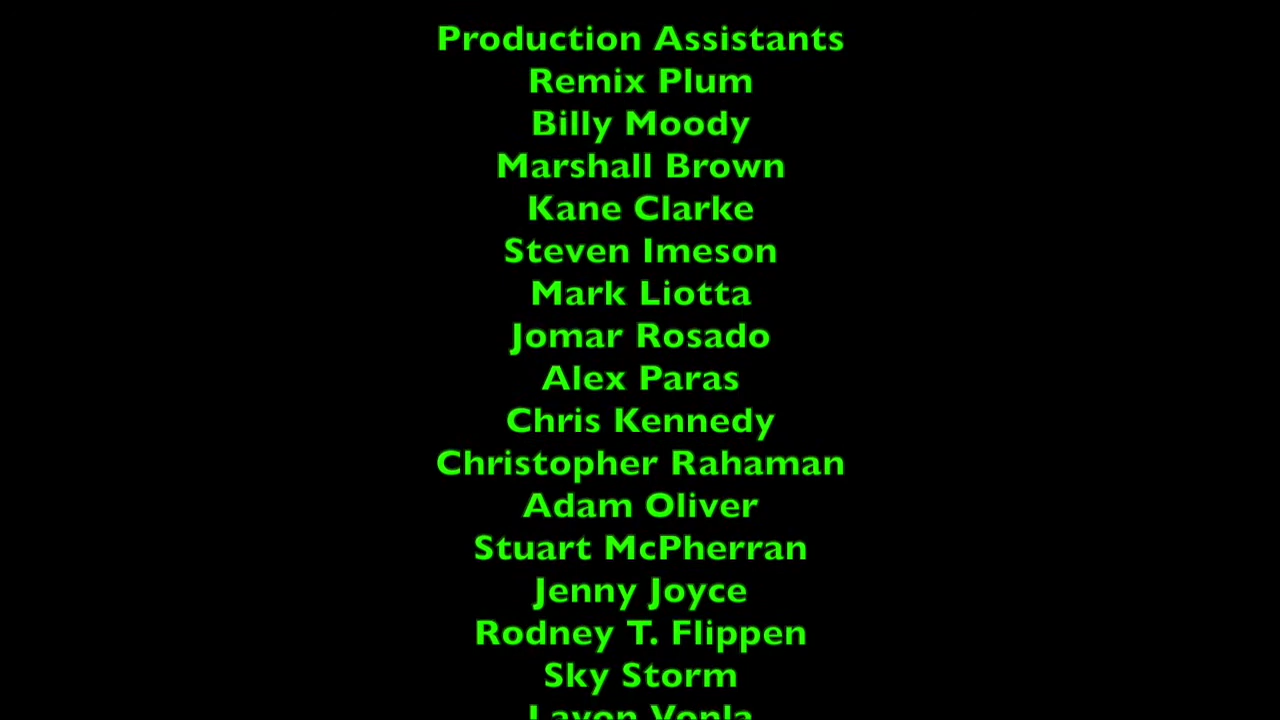 Production Assistants
Remix Plum
Billy Moody
Marshall Brown
Kane Clarke
Steven Imeson
Mark Liotta
Jomar Rosado
Alex Paras
Chris Kennedy
Christopher Rahaman
Adam Oliver
Stuart McPherran
Jenny Joyce
Rodney T. Flippen
Sky Storm